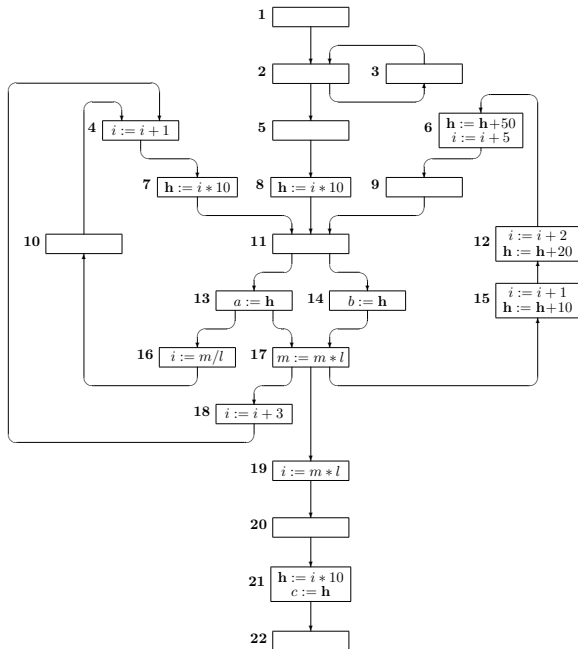 1
2
3
4 i := i + 1
5
6 h := h+50
i := i + 5
7 h := i ∗ 10
8 h := i ∗ 10
9
10
11
12 i := i + 2
h := h+20
13 a := h
14 b := h
15 i := i + 1
h := h+10
16 i := m/l
17 m := m ∗ l
18 i := i + 3
19 i := m ∗ l
20
21 h := i ∗ 10
c := h
22